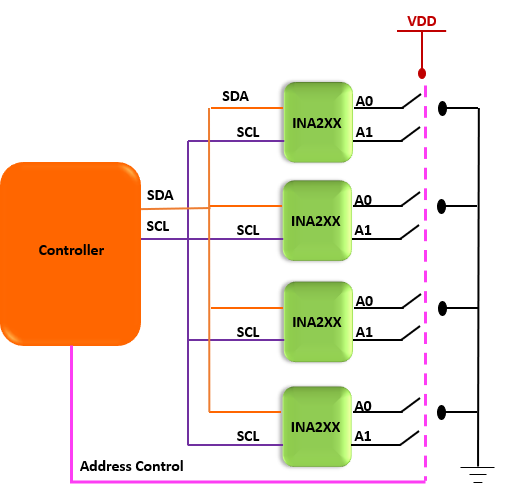 VDD
SDA
A0
INA2XX
SCL
A1
SDA
A0
SCL
INA2XX
SCL
A1
Controller
A0
INA2XX
SCL
A1
A0
INA2XX
SCL
A1
Address Control